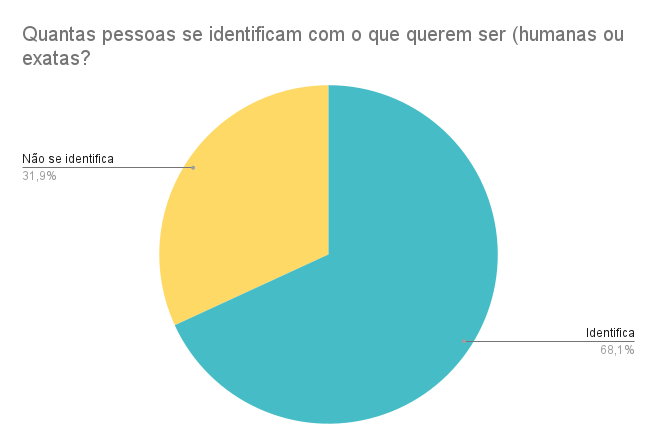 Quantas pessoas se identificam com o que querem ser (humanas ou
exatas?
Não se identifica
31,9%
Identifica
68,1%